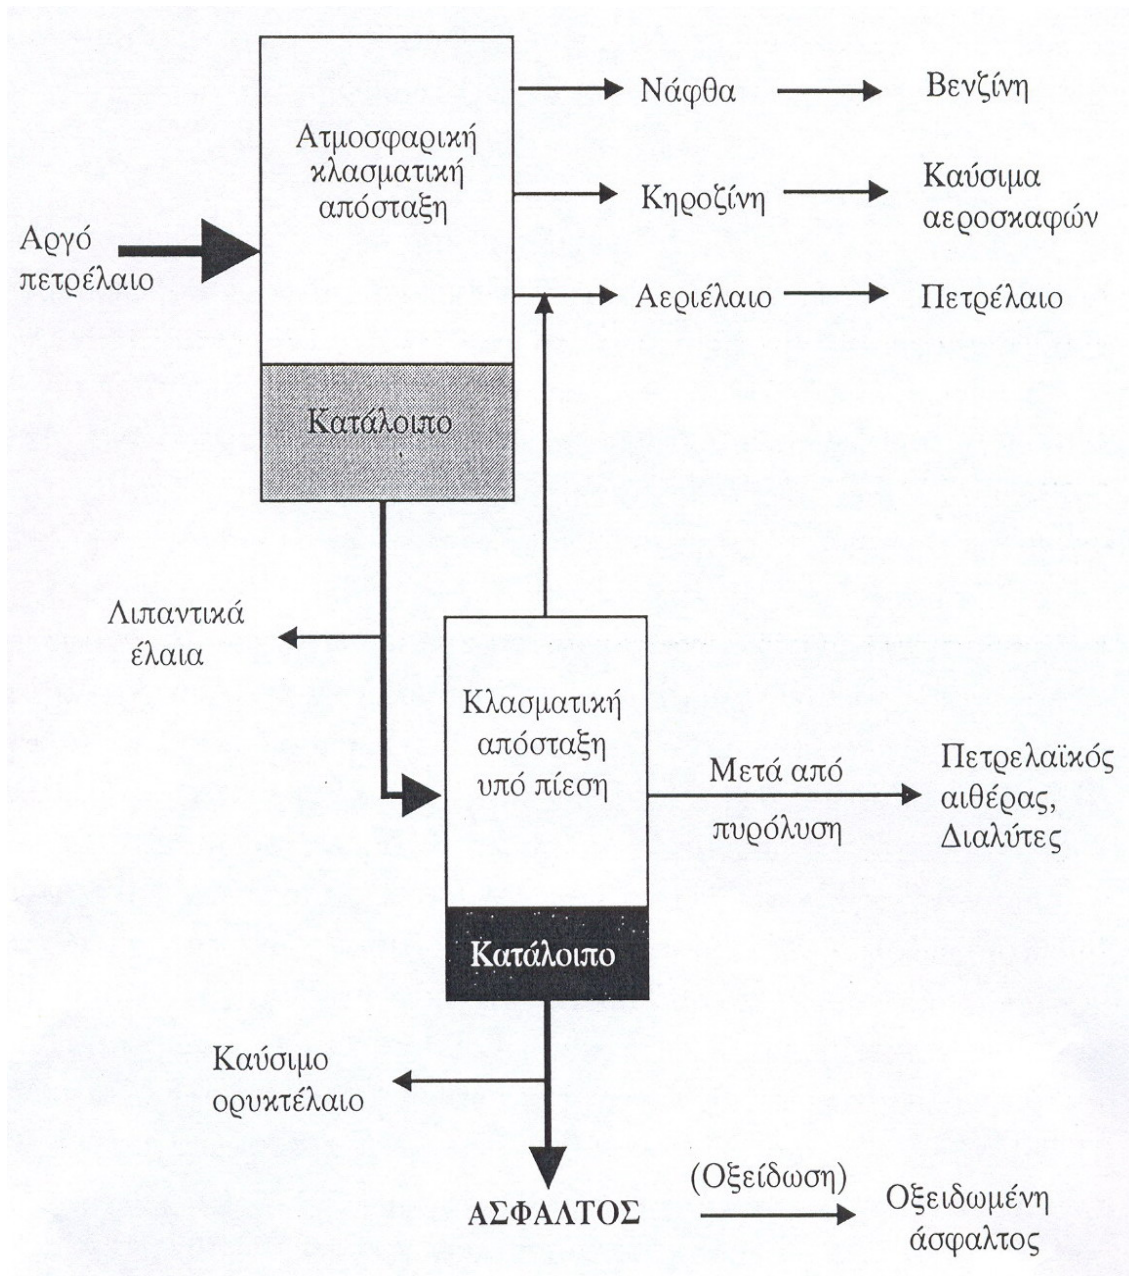 Ατμοσφαρική
κλασματική
απόσταξη
Νάφθα
Βενζίνη
Κηροζίνη
Καύσιμα
αεροσκαφών
Αργό
πετρέλαιο
Αεριέλαιο
Πετρέλαιο
Κατάλοιπο
Λιπαντικά
έλαια
Κλασματική
απόσταξη
υπό πίεση
Μετά από
πυρόλυση
Πετρελαϊκός
αιθέρας,
Διαλύτες
Κατάλοιπο
Καύσιμο
ορυκτέλαιο
ΑΣΦΑΛΤΟΣ
(Οξείδωση)
Οξειδωμένη
άσφαλτος